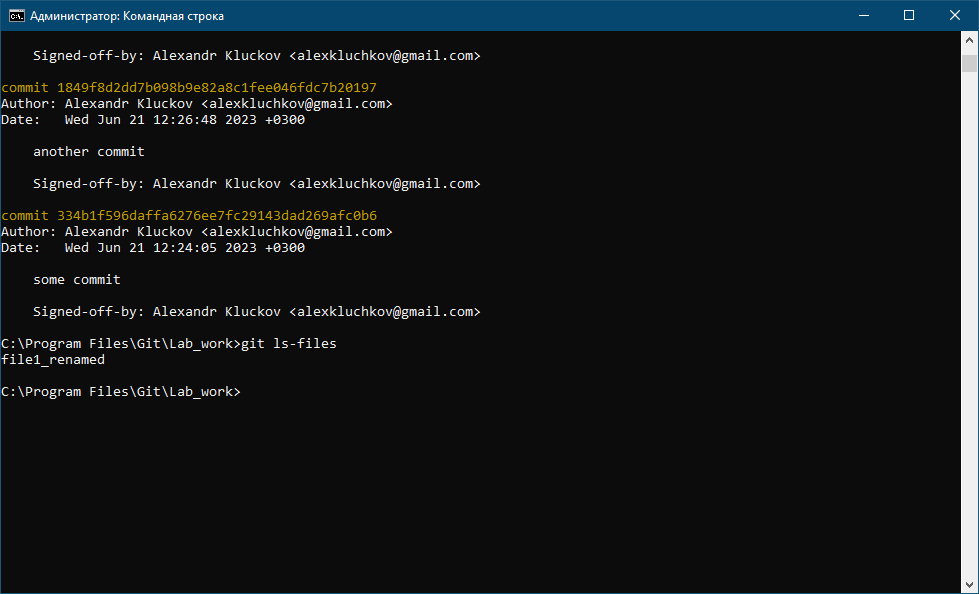 Администратор: Командная строка
Signed-off-by: Alexandr Kluckov <alexkluchkov@gmail.com>
commit 1849f8d2dd7b098b9e82a8c1fee046fdc7b20197
Author: Alexandr Kluckov <alexkluchkov@gmail.com>
Date:   Wed Jun 21 12:26:48 2023 +0300
another commit
Signed-off-by: Alexandr Kluckov <alexkluchkov@gmail.com>
commit 334b1f596daffa6276ee7fc29143dad269afc0b6
Author: Alexandr Kluckov <alexkluchkov@gmail.com>
Date:   Wed Jun 21 12:24:05 2023 +0300
some commit
Signed-off-by: Alexandr Kluckov <alexkluchkov@gmail.com>
C:\Program Files\Git\Lab_work>git ls-files
file1_renamed
C:\Program Files\Git\Lab_work>